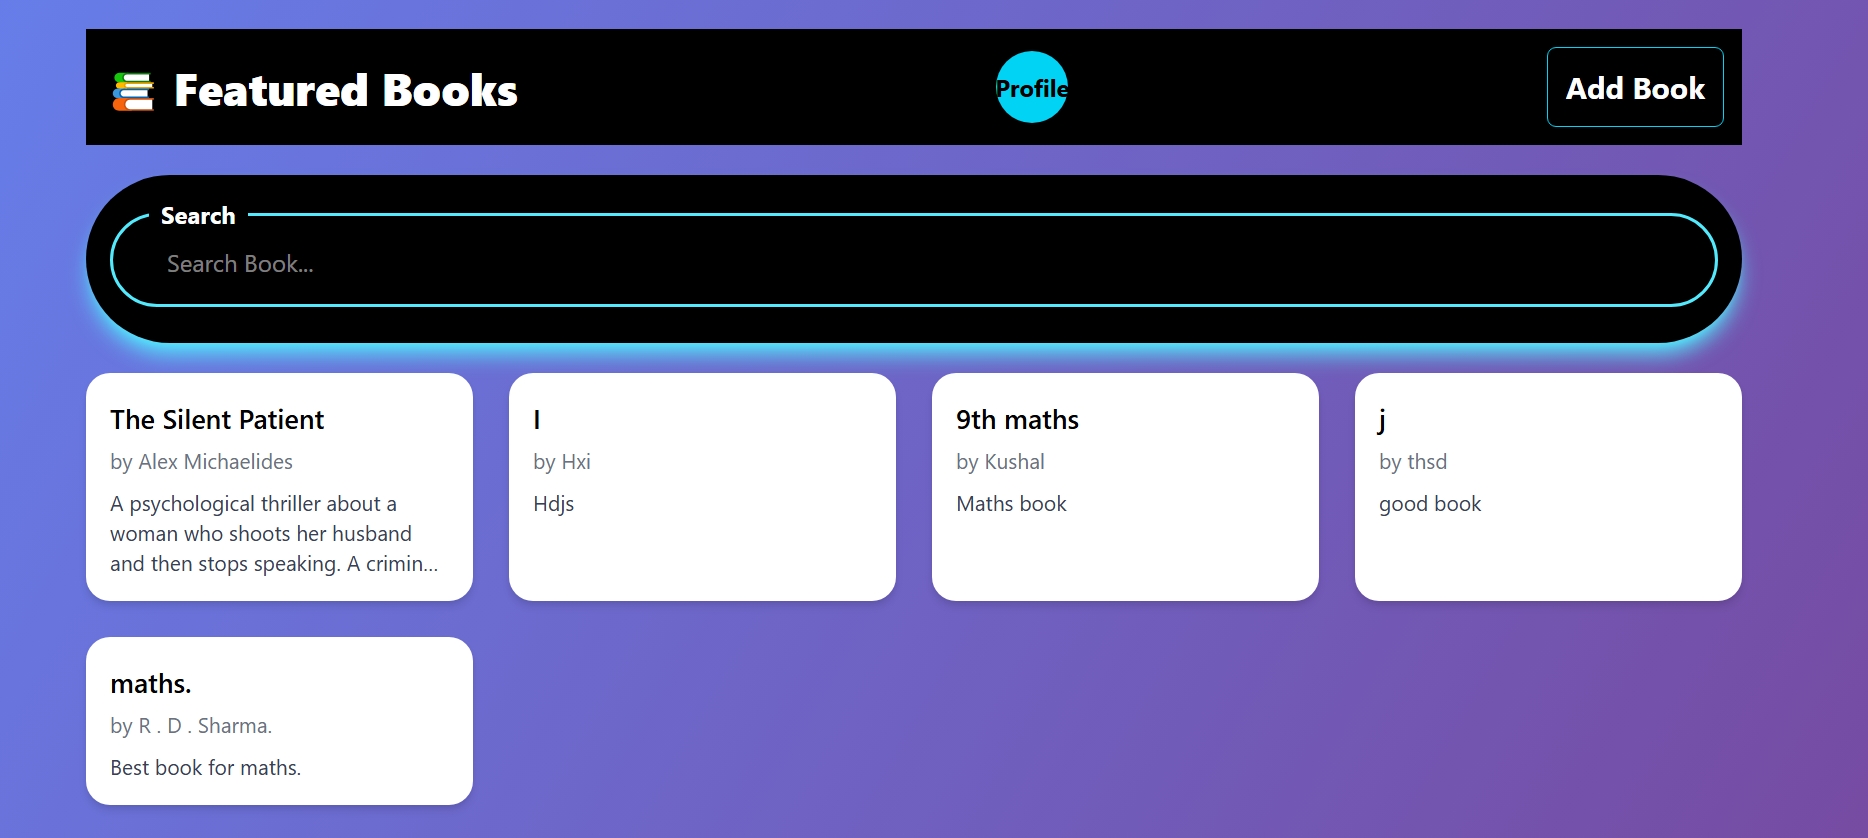 Featured Books
Profile
Add Book
Search
Search Book...
The Silent Patient
by Alex Michaelides
A psychological thriller about a
woman who shoots her husband
and then stops speaking. A crimin...
I
by Hxi
Hdjs
9th maths
by Kushal
Maths book
j
by thsd
good book
maths.
by R . D . Sharma.
Best book for maths.